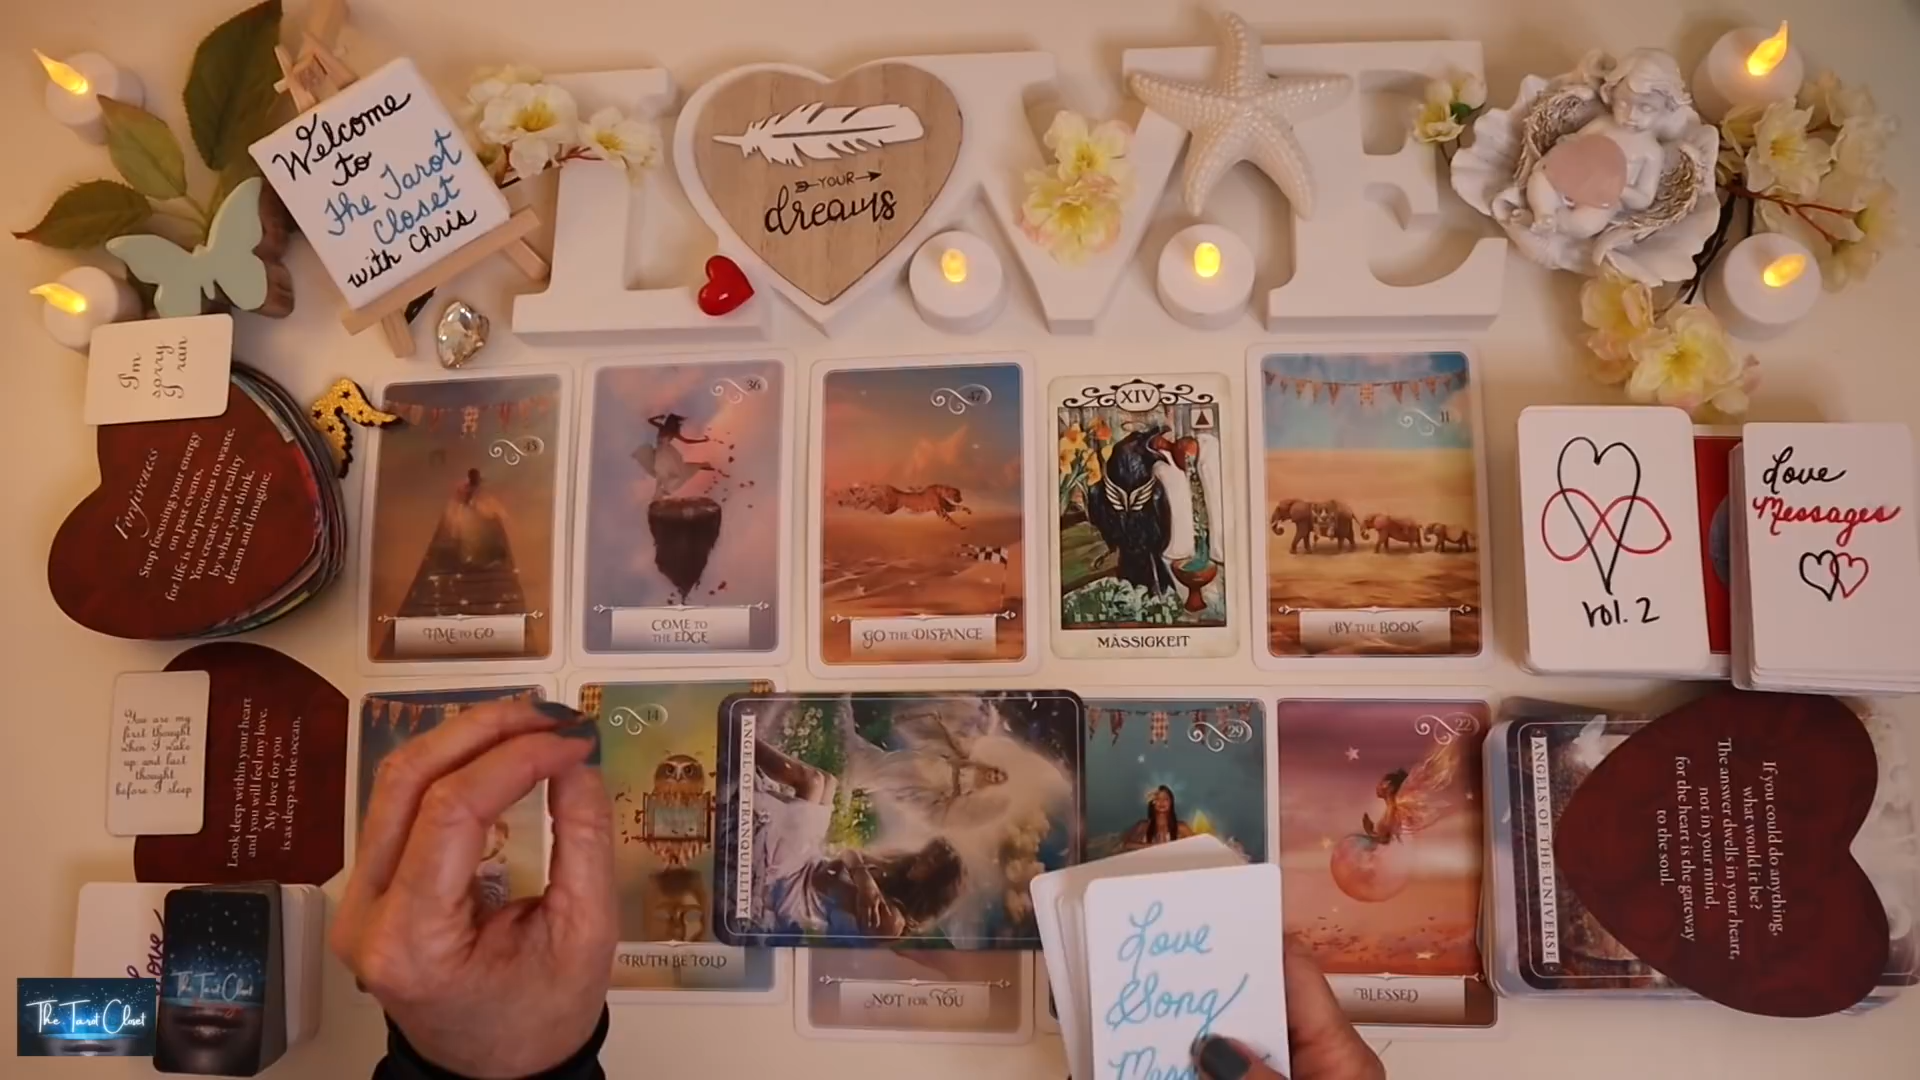 Welcome
to
The Tarot
Closet
with Chris
YOUR
dreams
I'm
sorry
I ran
Forgiveness
Stop focusing your energy
on past events,
for life is too precious to waste.
You create your reality
by what you think,
dream and imagine.
45
TIME TO GO
36
COME TO
THE EDGE
47
GO THE DISTANCE
XIV
MÄSSIGKEIT
11
BY THE BOOK
vol. 2
Love
Messages
You are my
first thought
when I wake
up and last
thought
before I sleep
Look deep within your heart
and you will feel my love.
My love for you
is as deep as the ocean.
14
TRUTH BE TOLD
ANGEL OF TRANQUILLITY
NOT FOR YOU
29
22
BLESSED
ANGELS OF THE UNIVERSE
If you could do anything,
what would it be?
The answer dwells in your heart,
not in your mind,
for the heart is the gateway
to the soul.
Love
Song
Love
The Tarot Closet
The Tarot Closet